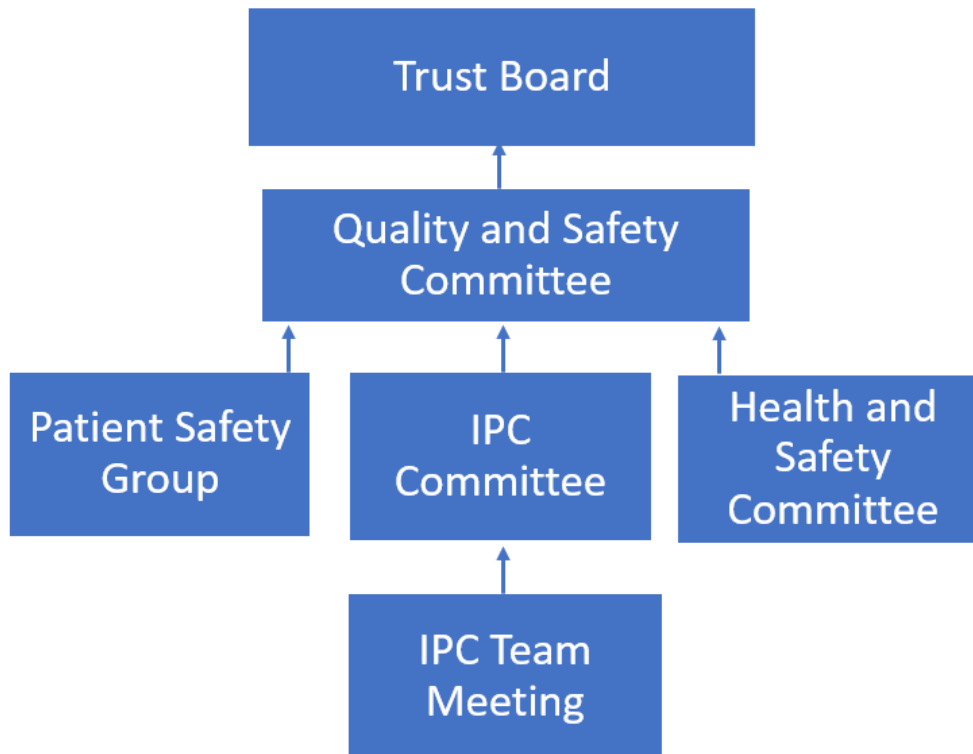 Trust Board
Quality and Safety
Committee
Patient Safety
Group
IPC
Committee
Health and
Safety
Committee
IPC Team
Meeting